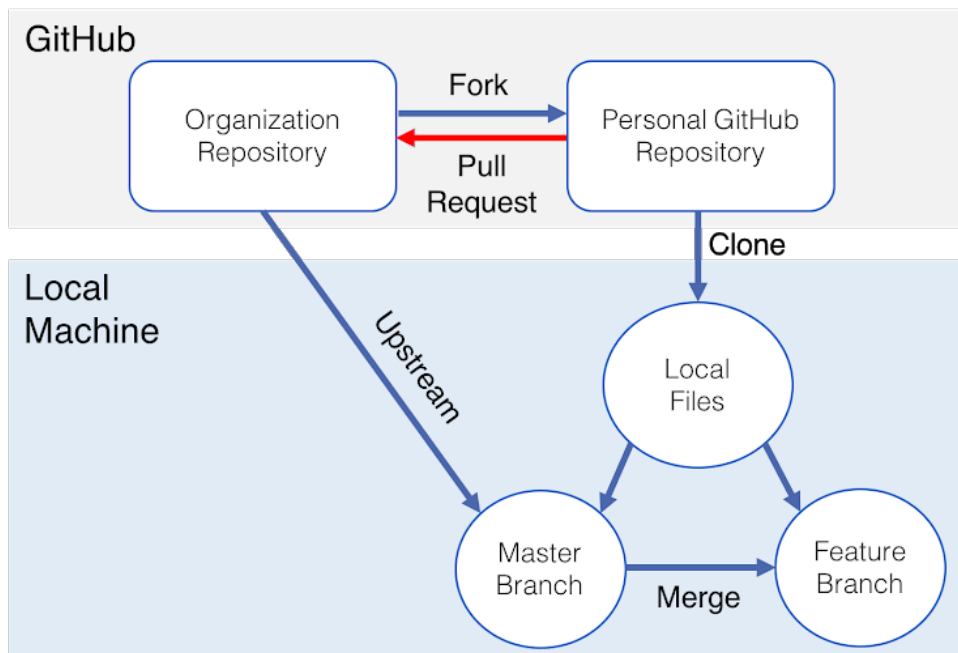 GitHub
Organization
Repository
Fork
Pull
Request
Personal GitHub
Repository
Clone
Local
Machine
Upstream
Local
Files
Master
Branch
Merge
Feature
Branch